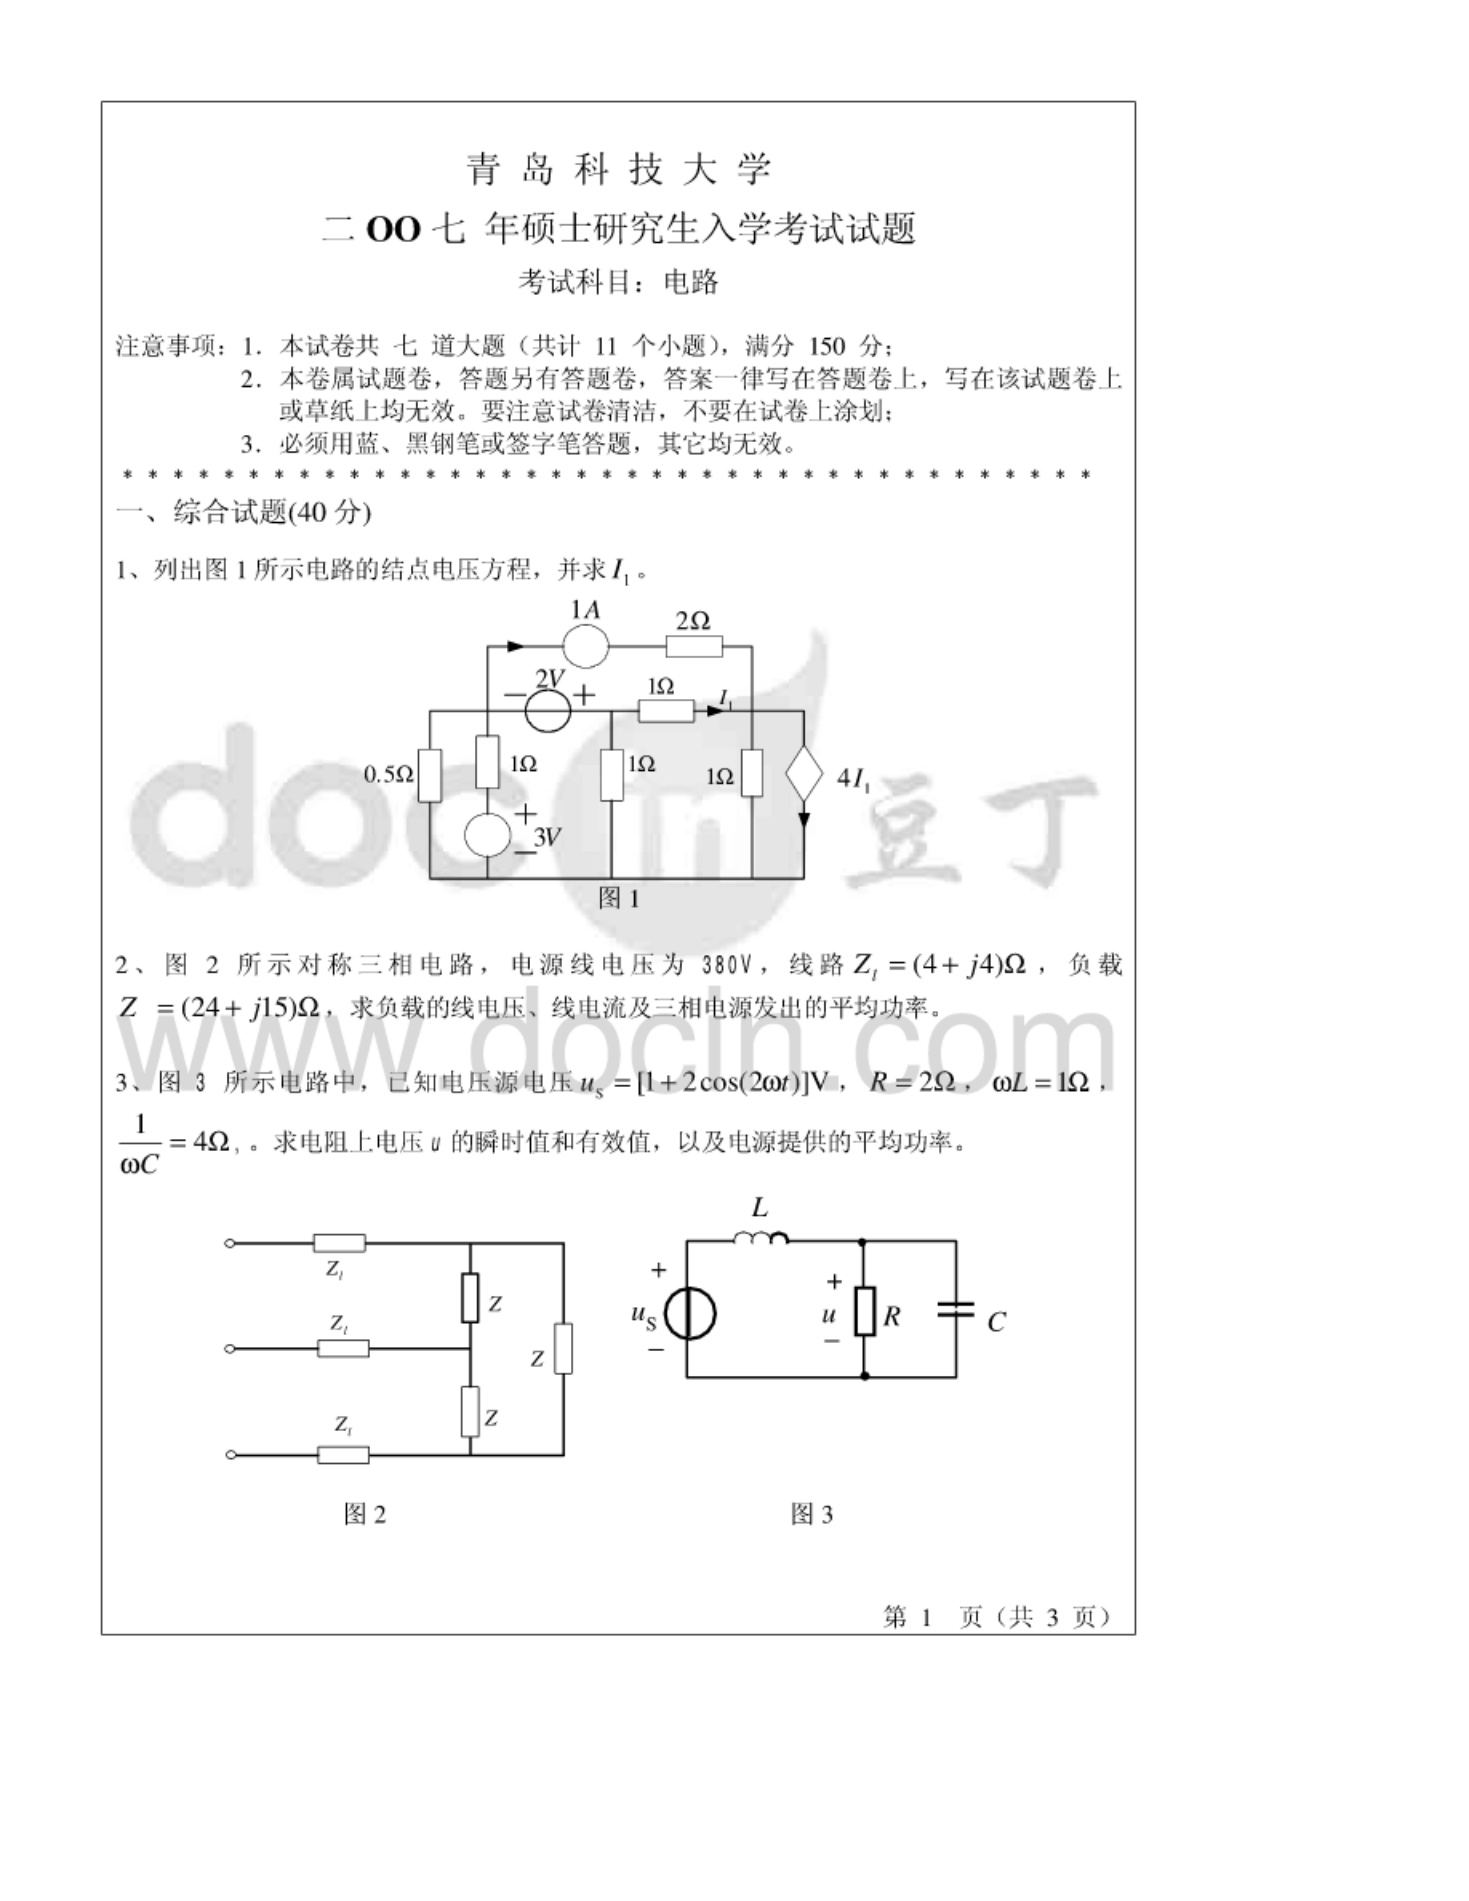 青 岛 科 技 大 学
二 OO 七 年硕士研究生入学考试试题
考试科目：电路
注意事项：1．本试卷共 七 道大题（共计 11 个小题），满分 150 分；
2．本卷属试题卷，答题另有答题卷，答案一律写在答题卷上，写在该试题卷上
或草纸上均无效。要注意试卷清洁，不要在试卷上涂划；
3．必须用蓝、黑钢笔或签字笔答题，其它均无效。
* * * * * * * * * * * * * * * * * * * * * * * * * * * * * * * * * * * * * * *
一、综合试题(40 分)
1、列出图 1 所示电路的结点电压方程，并求 I₁ 。
1A
2Ω
2V
− +
1Ω
I₁
0.5Ω
1Ω
1Ω
1Ω
4I₁
+
3V
−
图 1
docin 豆丁
2、图 2 所示对称三相电路，电源线电压为 380V，线路 Zₗ = (4 + j4)Ω ，负载
Z = (24 + j15)Ω，求负载的线电压、线电流及三相电源发出的平均功率。
www.docin.com
3、图 3 所示电路中，已知电压源电压 uS = [1 + 2cos(2ωt)]V ， R = 2Ω ， ωL = 1Ω ，
1/ωC = 4Ω，。求电阻上电压 u 的瞬时值和有效值，以及电源提供的平均功率。
L
Zₗ
+
+
Z
uS
u
R
C
Zₗ
−
−
Z
Zₗ
Z
图 2
图 3
第 1 页（共 3 页）